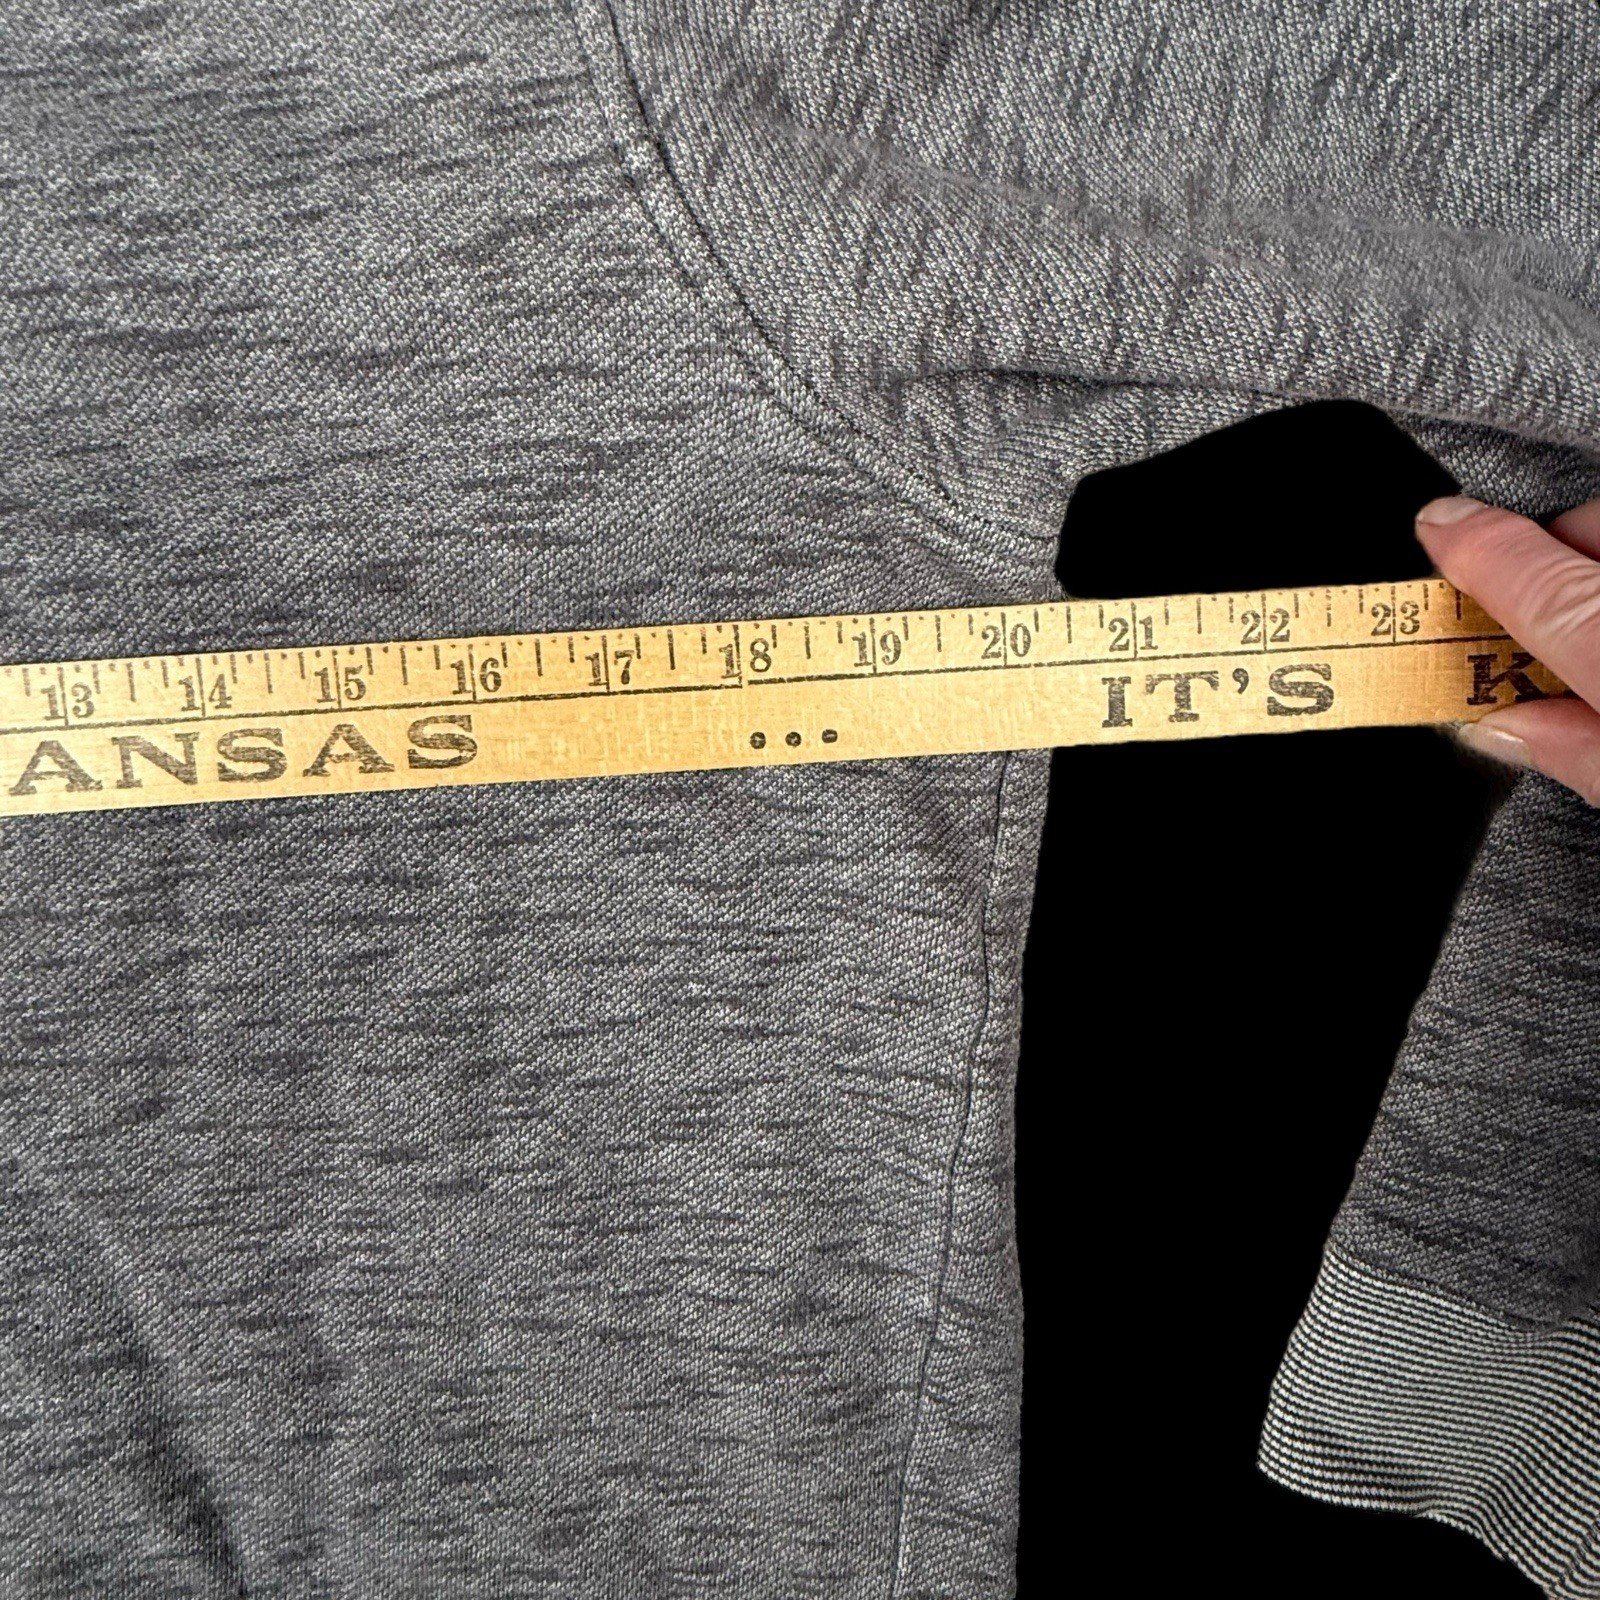 13 14 15 16 17 18 19 20 21 22 23
ANSAS ... IT'S K